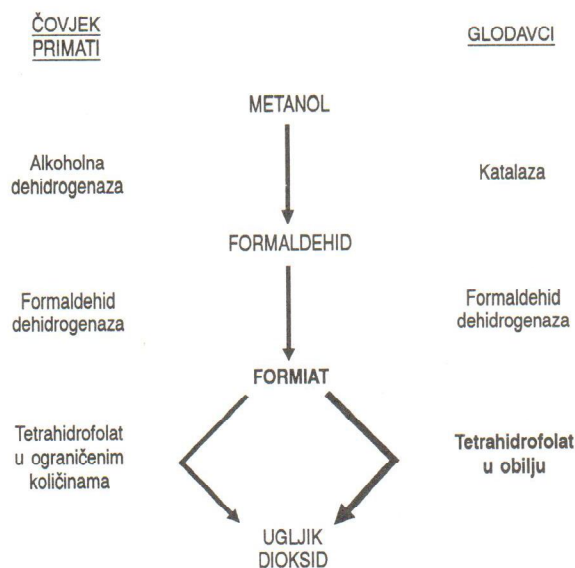 ČOVJEK
PRIMATI
GLODAVCI
METANOL
Alkoholna
dehidrogenaza
Katalaza
FORMALDEHID
Formaldehid
dehidrogenaza
Formaldehid
dehidrogenaza
FORMIAT
Tetrahidrofolat
u ograničenim
količinama
Tetrahidrofolat
u obilju
UGLJIK
DIOKSID